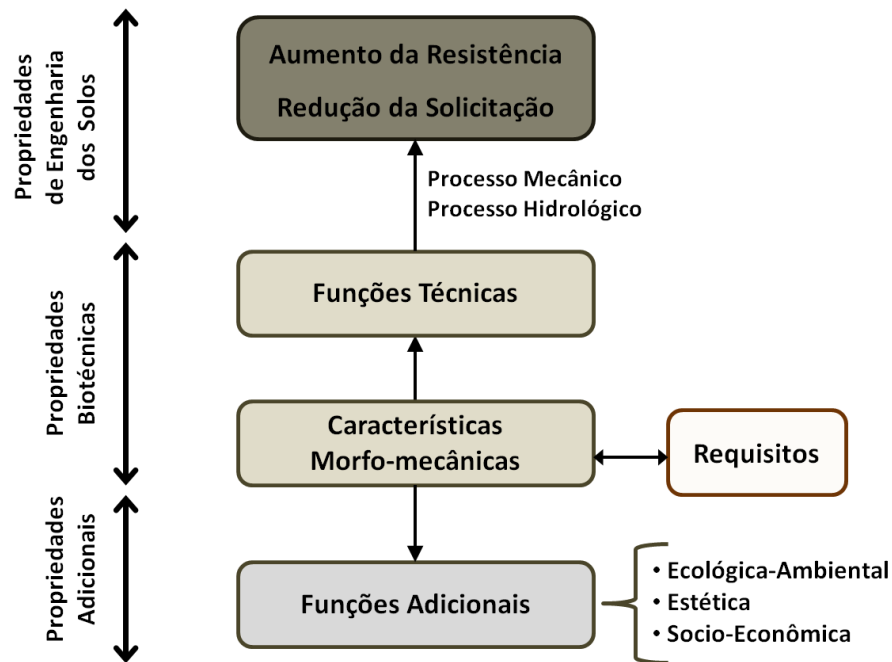 Propriedades
de Engenharia
dos Solos
Aumento da Resistência
Redução da Solicitação
Processo Mecânico
Processo Hidrológico
Propriedades
Biotécnicas
Funções Técnicas
Característícas
Morfo-mecânicas
Requisitos
Propriedades
Adicionais
Funções Adicionais
• Ecológica-Ambiental
• Estética
• Socio-Econômica